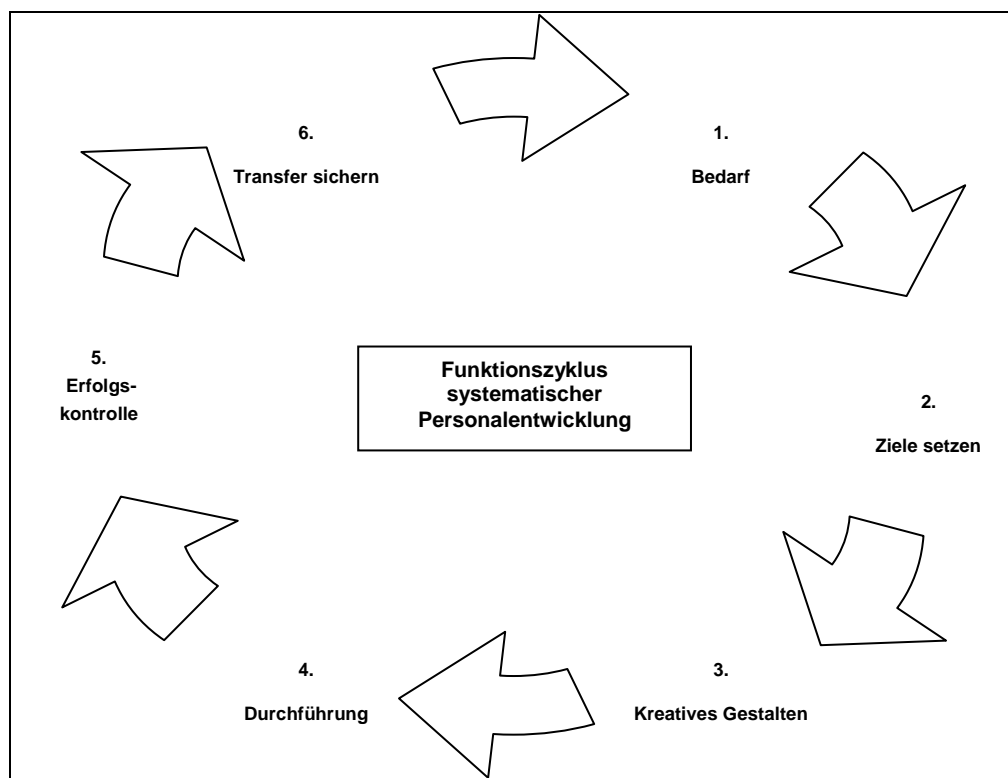 6.
Transfer sichern
1.
Bedarf
5.
Erfolgs-
kontrolle
Funktionszyklus
systematischer
Personalentwicklung
2.
Ziele setzen
4.
Durchführung
3.
Kreatives Gestalten